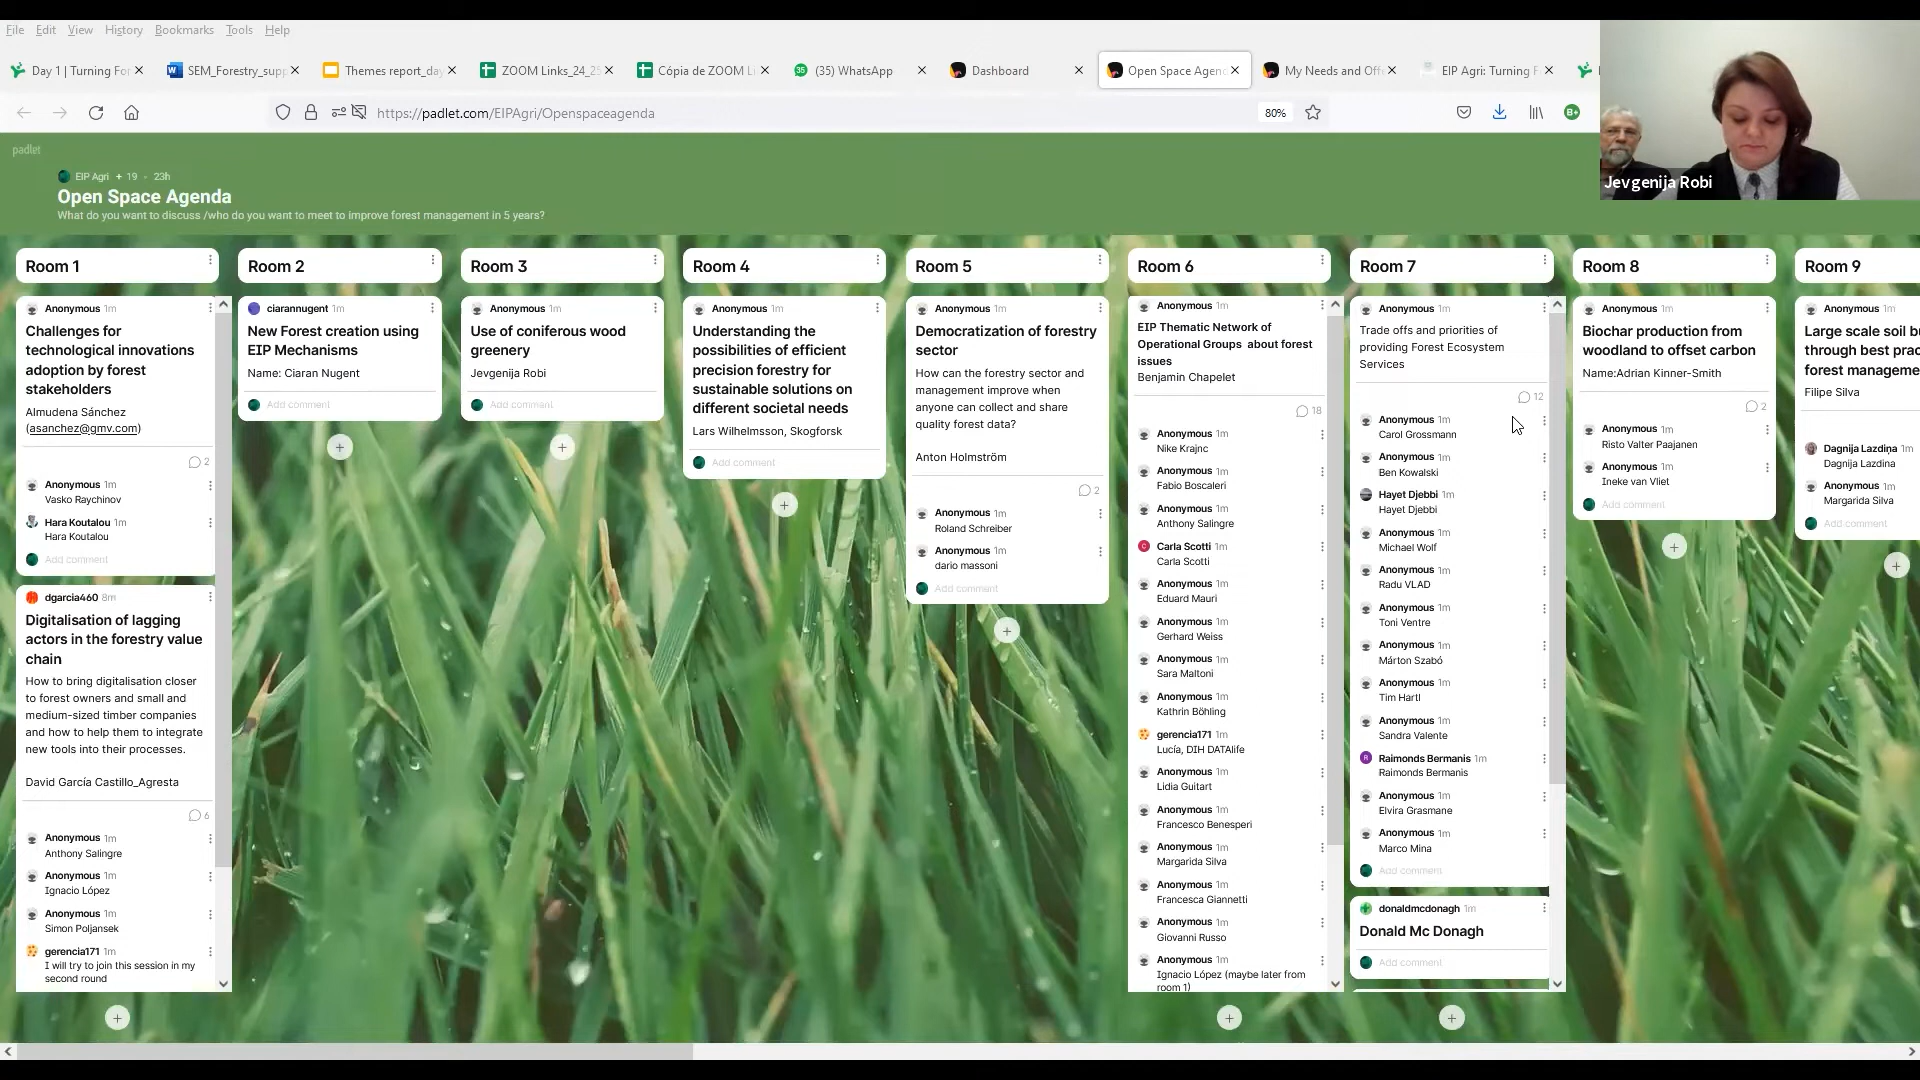 File Edit View History Bookmarks Tools Help
Day 1 | Turning For
SEM_Forestry_supp
Themes report_day
ZOOM Links_24_25
Cópia de ZOOM Li
(35) WhatsApp
Dashboard
Open Space Agend
My Needs and Offe
EIP Agri: Turning F
https://padlet.com/EIPAgri/Openspaceagenda
80%
B+
Jevgenija Robi
padlet
EIP Agri + 19 · 23h
Open Space Agenda
What do you want to discuss /who do you want to meet to improve forest management in 5 years?
Room 1
Anonymous 1m
Challenges for
technological innovations
adoption by forest
stakeholders
Almudena Sánchez
(asanchez@gmv.com)
2
Anonymous 1m
Vasko Raychinov
Hara Koutalou 1m
Hara Koutalou
Add comment
dgarcia460 8m
Digitalisation of lagging
actors in the forestry value
chain
How to bring digitalisation closer
to forest owners and small and
medium-sized timber companies
and how to help them to integrate
new tools into their processes.
David García Castillo_Agresta
6
Anonymous 1m
Anthony Salingre
Anonymous 1m
Ignacio López
Anonymous 1m
Simon Poljansek
gerencia171 1m
I will try to join this session in my
second round
Room 2
ciarannugent 1m
New Forest creation using
EIP Mechanisms
Name: Ciaran Nugent
Add comment
Room 3
Anonymous 1m
Use of coniferous wood
greenery
Jevgenija Robi
Add comment
Room 4
Anonymous 1m
Understanding the
possibilities of efficient
precision forestry for
sustainable solutions on
different societal needs
Lars Wilhelmsson, Skogforsk
Add comment
Room 5
Anonymous 1m
Democratization of forestry
sector
How can the forestry sector and
management improve when
anyone can collect and share
quality forest data?
Anton Holmström
2
Anonymous 1m
Roland Schreiber
Anonymous 1m
dario massoni
Add comment
Room 6
Anonymous 1m
EIP Thematic Network of
Operational Groups about forest
issues
Benjamin Chapelet
18
Anonymous 1m
Nike Krajnc
Anonymous 1m
Fabio Boscaleri
Anonymous 1m
Anthony Salingre
Carla Scotti 1m
Carla Scotti
Anonymous 1m
Eduard Mauri
Anonymous 1m
Gerhard Weiss
Anonymous 1m
Sara Maltoni
Anonymous 1m
Kathrin Böhling
gerencia171 1m
Lucía, DIH DATAlife
Anonymous 1m
Lidia Guitart
Anonymous 1m
Francesco Benesperi
Anonymous 1m
Margarida Silva
Anonymous 1m
Francesca Giannetti
Anonymous 1m
Giovanni Russo
Anonymous 1m
Ignacio López (maybe later from
room 1)
Room 7
Anonymous 1m
Trade offs and priorities of
providing Forest Ecosystem
Services
12
Anonymous 1m
Carol Grossmann
Anonymous 1m
Ben Kowalski
Hayet Djebbi 1m
Hayet Djebbi
Anonymous 1m
Michael Wolf
Anonymous 1m
Radu VLAD
Anonymous 1m
Toni Ventre
Anonymous 1m
Márton Szabó
Anonymous 1m
Tim Hartl
Anonymous 1m
Sandra Valente
Raimonds Bermanis 1m
Raimonds Bermanis
Anonymous 1m
Elvira Grasmane
Anonymous 1m
Marco Mina
Add comment
donaldmcdonagh 1m
Donald Mc Donagh
Add comment
Room 8
Anonymous 1m
Biochar production from
woodland to offset carbon
Name:Adrian Kinner-Smith
2
Anonymous 1m
Risto Valter Paajanen
Anonymous 1m
Ineke van Vliet
Add comment
Room 9
Anonymous 1m
Large scale soil bu
through best prac
forest manageme
Filipe Silva
Dagnija Lazdiņa 1m
Dagnija Lazdina
Anonymous 1m
Margarida Silva
Add comment